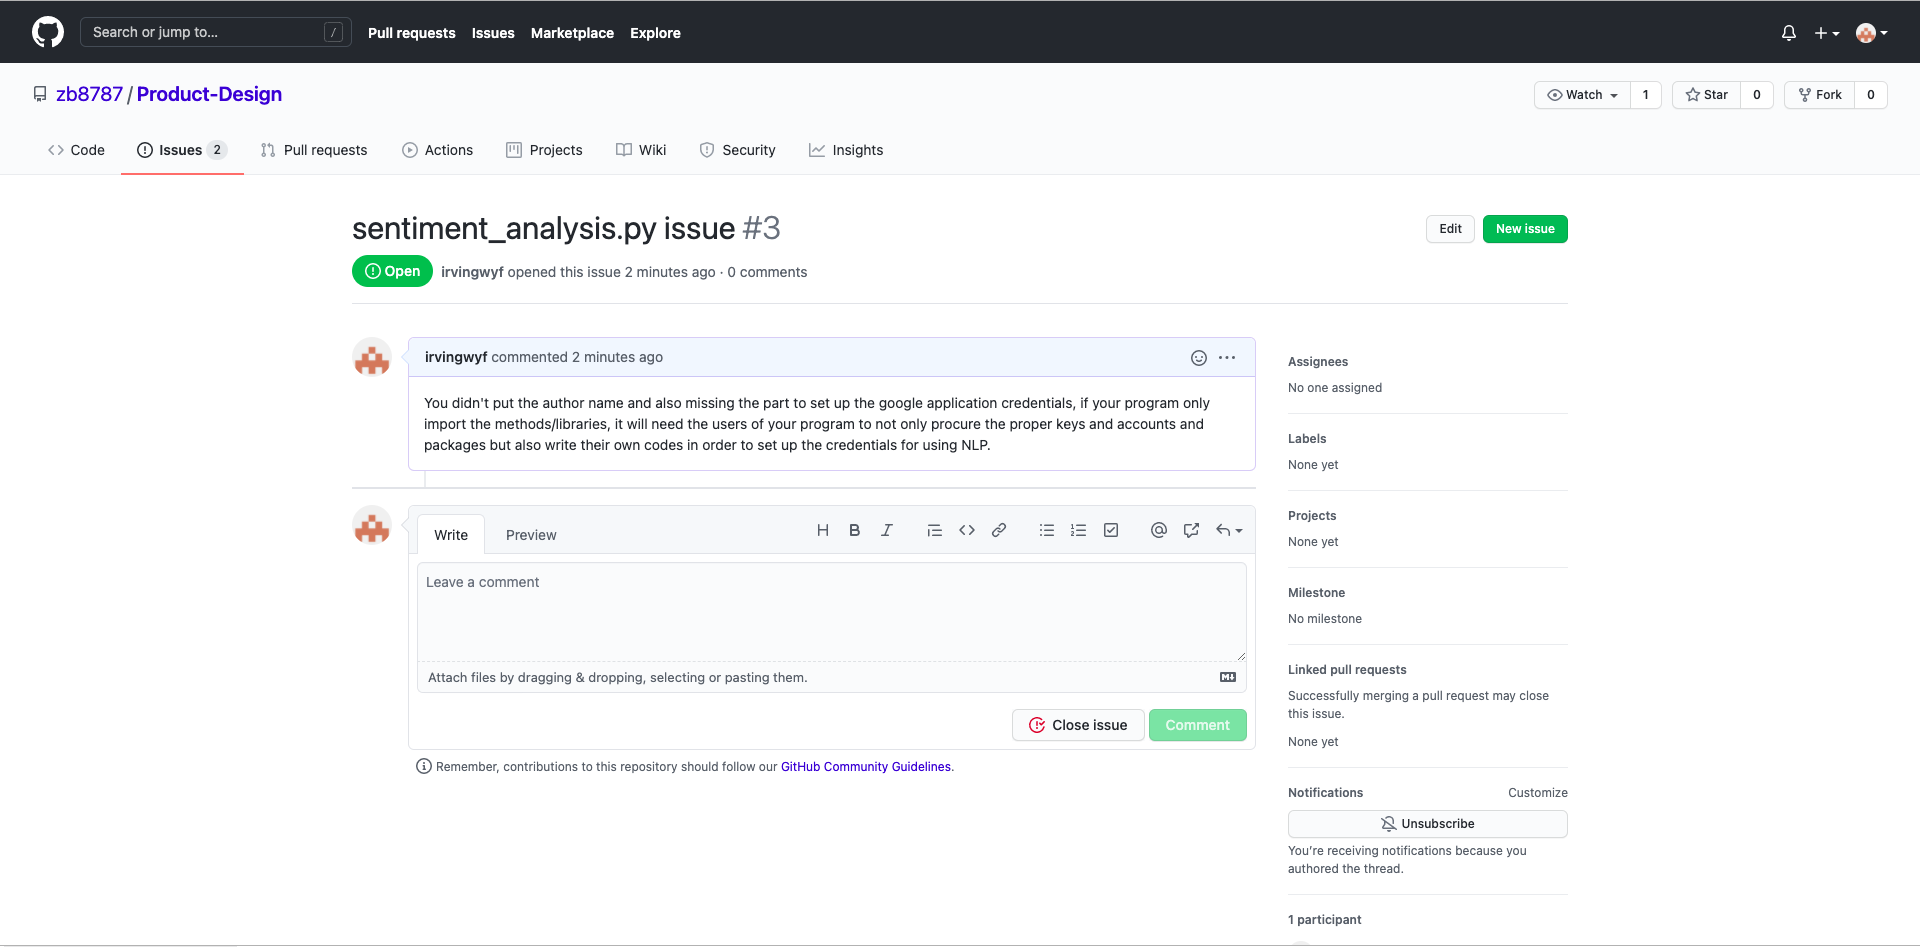 Search or jump to... /
Pull requests Issues Marketplace Explore
zb8787 / Product-Design
Watch 1 Star 0 Fork 0
Code Issues 2 Pull requests Actions Projects Wiki Security Insights
sentiment_analysis.py issue #3
Edit New issue
Open irvingwyf opened this issue 2 minutes ago · 0 comments
irvingwyf commented 2 minutes ago
You didn't put the author name and also missing the part to set up the google application credentials, if your program only
import the methods/libraries, it will need the users of your program to not only procure the proper keys and accounts and
packages but also write their own codes in order to set up the credentials for using NLP.
Write Preview
Leave a comment
Attach files by dragging & dropping, selecting or pasting them.
Close issue Comment
Remember, contributions to this repository should follow our GitHub Community Guidelines.
Assignees
No one assigned
Labels
None yet
Projects
None yet
Milestone
No milestone
Linked pull requests
Successfully merging a pull request may close
this issue.
None yet
Notifications Customize
Unsubscribe
You're receiving notifications because you
authored the thread.
1 participant